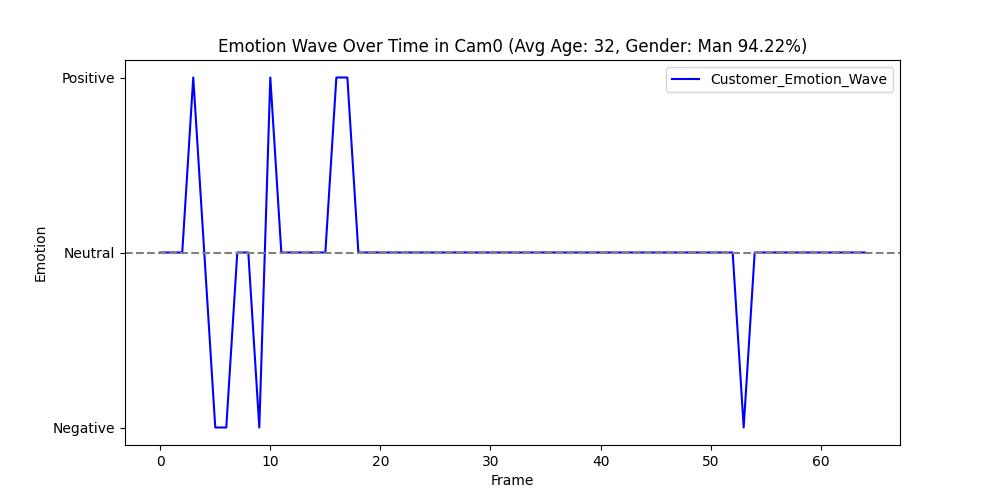 Emotion Wave Over Time in Cam0 (Avg Age: 32, Gender: Man 94.22%)
Customer_Emotion_Wave
Emotion
Positive
Neutral
Negative
0 10 20 30 40 50 60
Frame